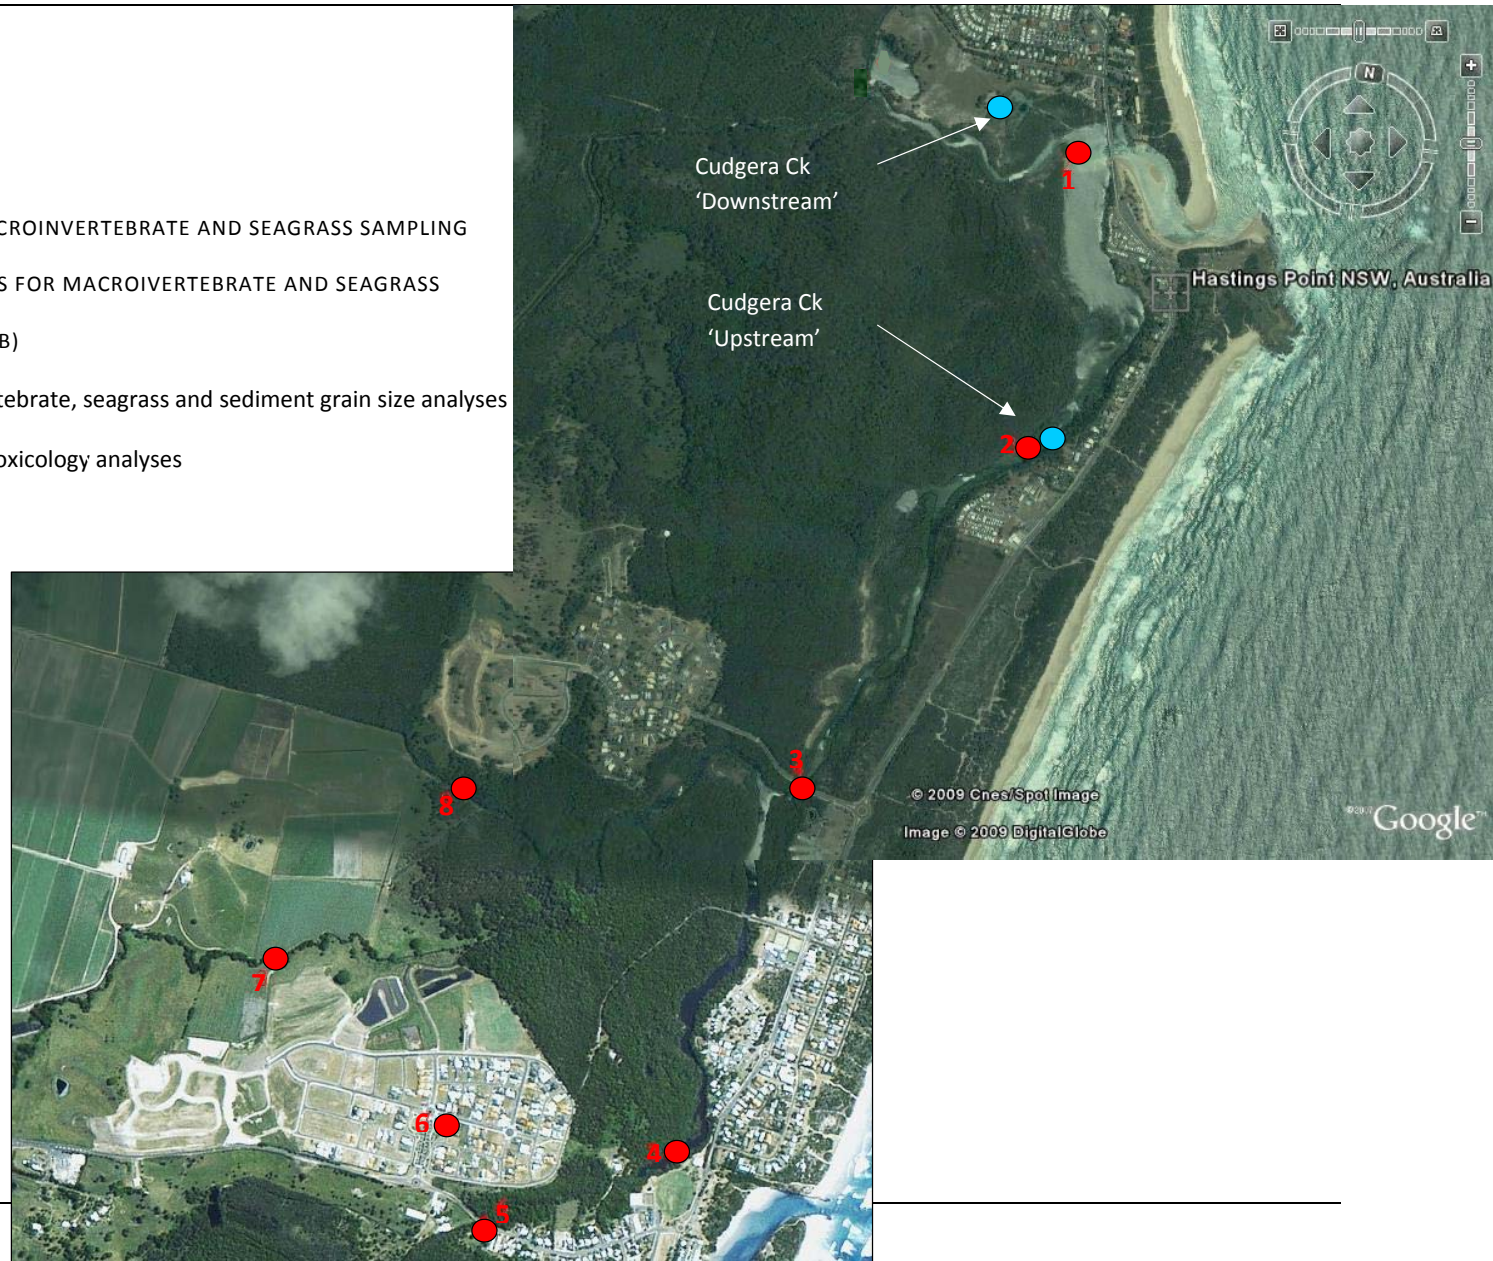 CROINVERTEBRATE AND SEAGRASS SAMPLING
S FOR MACROIVERTEBRATE AND SEAGRASS
B)
tebrate, seagrass and sediment grain size analyses
oxicology analyses
Cudgera Ck
‘Downstream’
1
N
Hastings Point NSW, Australia
Cudgera Ck
‘Upstream’
2
3
© 2009 Cnes/Spot Image
Image © 2009 DigitalGlobe
Google
8
7
6
4
5